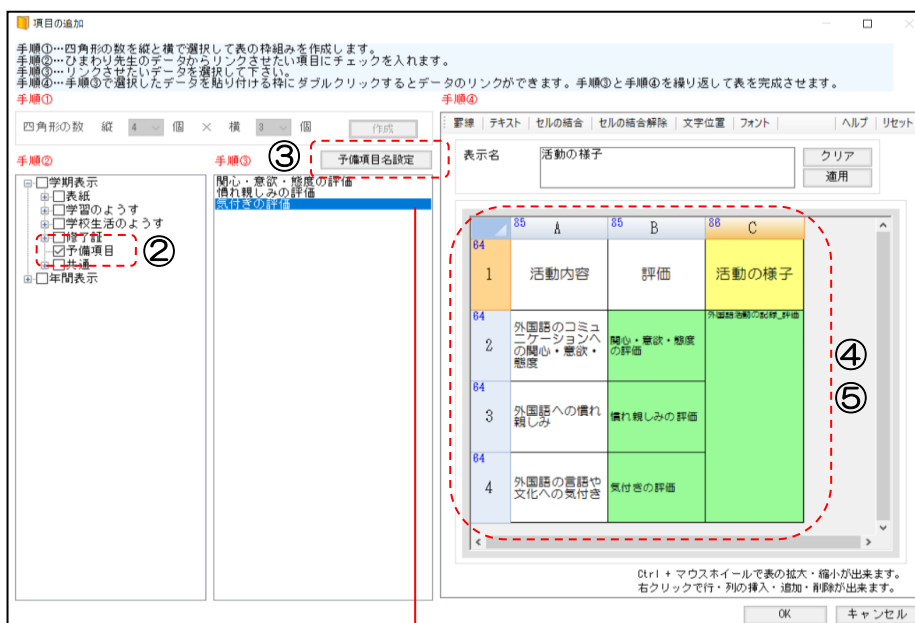 項目の追加
手順①…四角形の数を縦と横で選択して表の枠組みを作成します。
手順②…ひまわり先生のデータからリンクさせたい項目にチェックを入れます。
手順③…リンクさせたいデータを選択して下さい。
手順④…手順③で選択したデータを貼り付ける枠にダブルクリックするとデータのリンクができます。手順③と手順④を繰り返して表を完成させます。
手順①
四角形の数 縦 4 個 × 横 3 個 作成
手順②
学期表示
表紙
学習のようす
学校生活のようす
修了証
予備項目
共通
年間表示
②
手順③
③
予備項目名設定
関心・意欲・態度の評価
慣れ親しみの評価
気付きの評価
手順④
罫線 テキスト セルの結合 セルの結合解除 文字位置 フォント ヘルプ リセット
表示名 活動の様子 クリア
適用
85 A 85 B 86 C
64
1 活動内容 評価 活動の様子
64
2
外国語のコミュ
ニケーションへ
の関心・意欲・
態度
関心・意欲・態度
の評価
外国語活動の記録_評価
64
3
外国語への慣れ
親しみ
慣れ親しみの評価
64
4
外国語の言語や
文化への気付き
気付きの評価
④
⑤
Ctrl + マウスホイールで表の拡大・縮小が出来ます。
右クリックで行・列の挿入・追加・削除が出来ます。
OK キャンセル